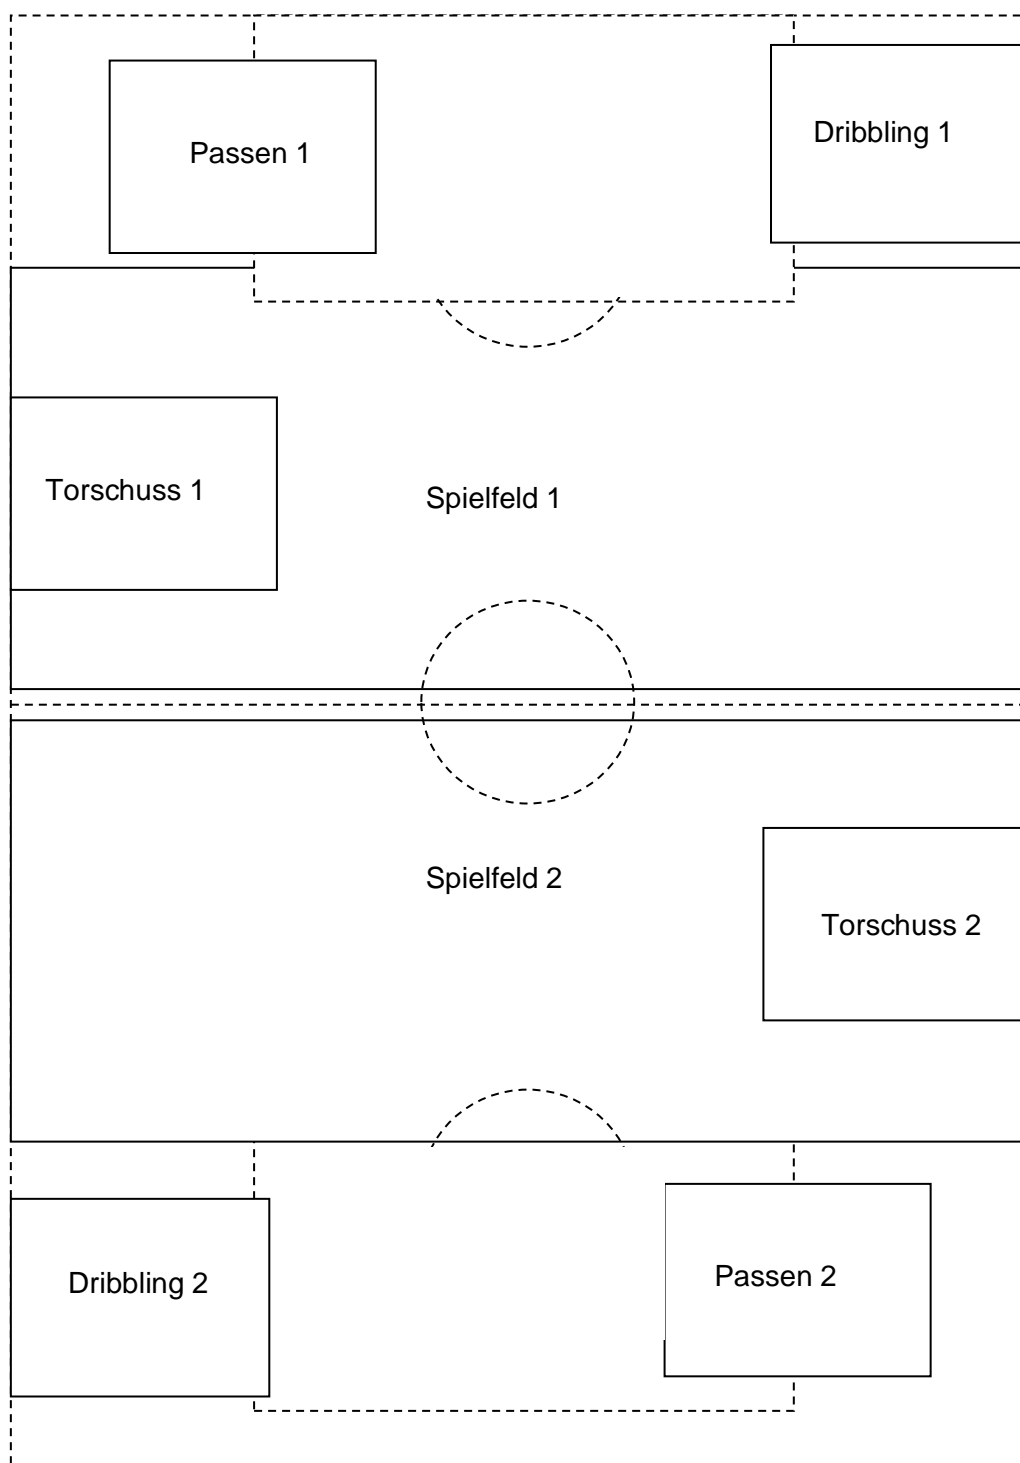 Passen 1
Dribbling 1
Torschuss 1
Spielfeld 1
Spielfeld 2
Torschuss 2
Dribbling 2
Passen 2